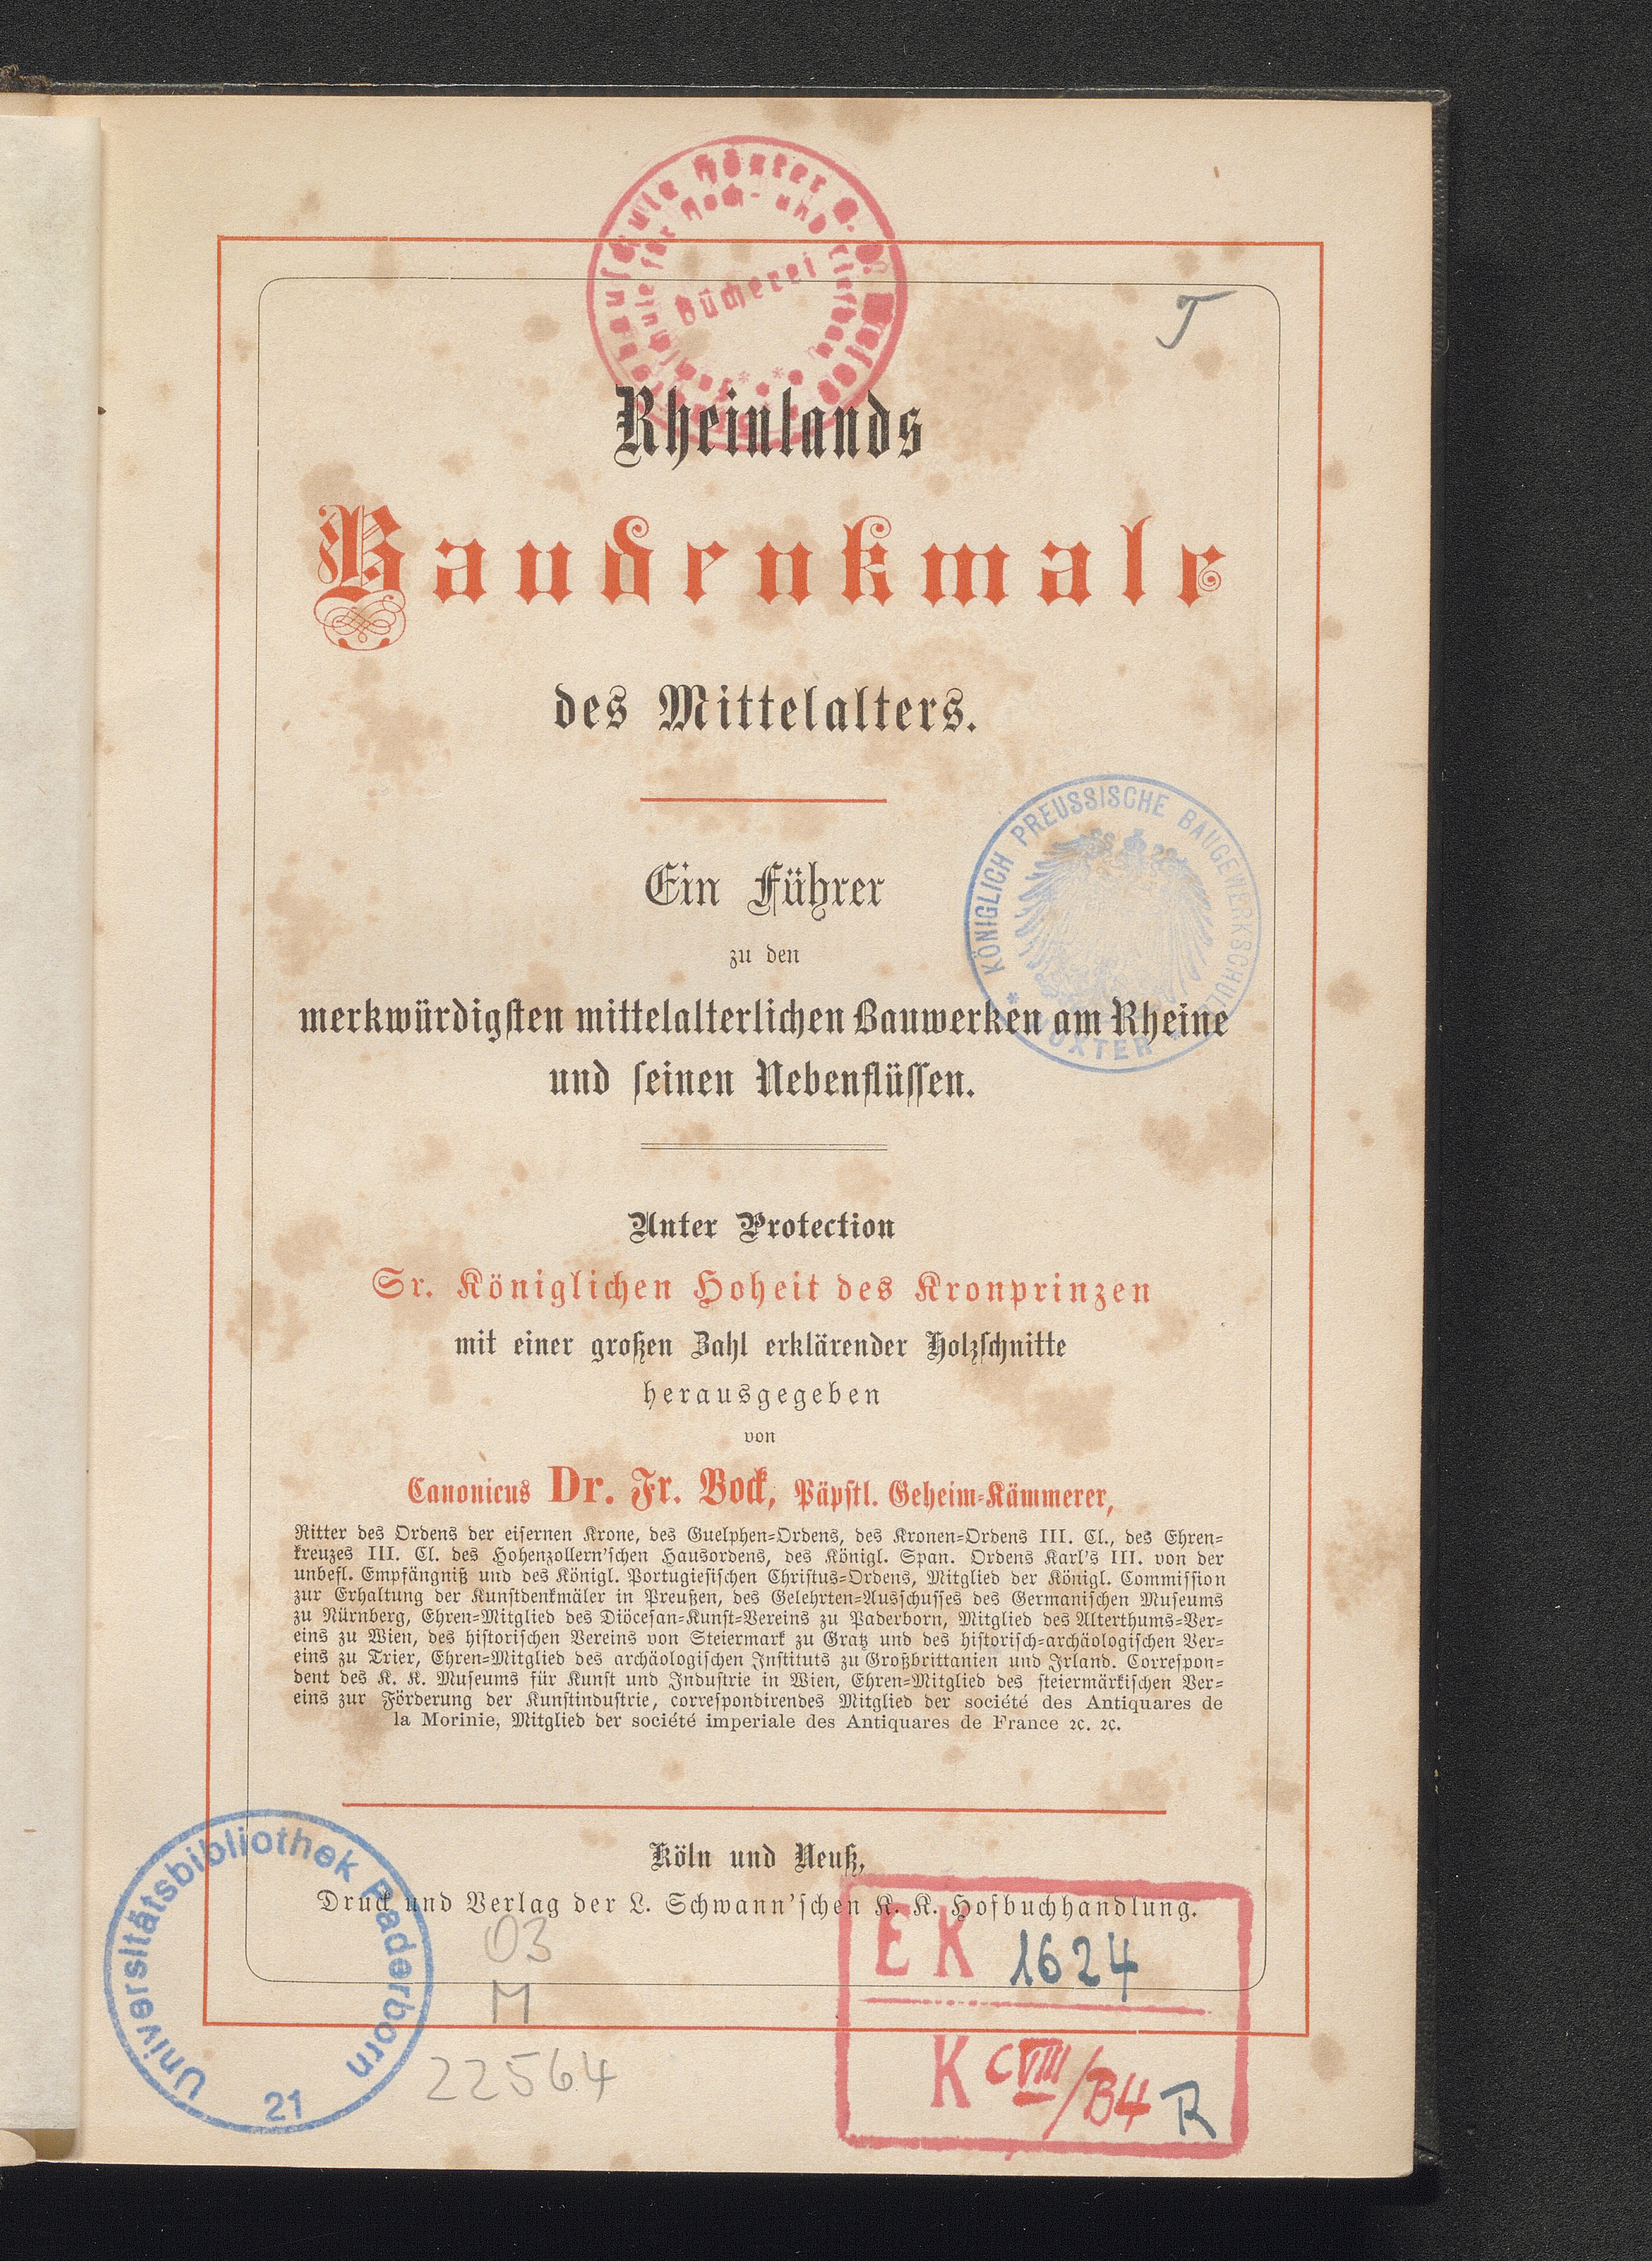 Bücherei
T
Rheinlands
Baudenkmale
des Mittelalters.
KÖNIGLICH PREUSSISCHE BAUGEWERKSCHULE
Ein Führer
zu den
merkwürdigſten mittelalterlichen Bauwerken am Rheine
und ſeinen Nebenflüſſen.
Unter Protection
Sr. Königlichen Hoheit des Kronprinzen
mit einer großen Zahl erklärender Holzſchnitte
herausgegeben
von
Canonicus Dr. Fr. Bock, Päpſtl. Geheim-Kämmerer,
Ritter des Ordens der eiſernen Krone, des Guelphen-Ordens, des Kronen-Ordens III. Cl., des Ehren-
kreuzes III. Cl. des Hohenzollern'ſchen Hausordens, des Königl. Span. Ordens Karl's III. von der
unbefl. Empfängniß und des Königl. Portugieſiſchen Chriſtus-Ordens, Mitglied der Königl. Commiſſion
zur Erhaltung der Kunſtdenkmäler in Preußen, des Gelehrten-Ausſchuſſes des Germaniſchen Muſeums
zu Nürnberg, Ehren-Mitglied des Diöceſan-Kunſt-Vereins zu Paderborn, Mitglied des Alterthums-Ver-
eins zu Wien, des hiſtoriſchen Vereins von Steiermark zu Gratz und des hiſtoriſch-archäologiſchen Ver-
eins zu Trier, Ehren-Mitglied des archäologiſchen Inſtituts zu Großbrittanien und Irland. Correſpon-
dent des K. K. Muſeums für Kunſt und Induſtrie in Wien, Ehren-Mitglied des ſteiermärkiſchen Ver-
eins zur Förderung der Kunſtinduſtrie, correſpondirendes Mitglied der société des Antiquares de
la Morinie, Mitglied der société imperiale des Antiquares de France ꝛc. ꝛc.
Köln und Neuß,
Druck und Verlag der L. Schwann'ſchen K. K. Hofbuchhandlung.
Universitätsbibliothek Paderborn
21
03
M
22564
EK 1624
K CVIII/B4 R